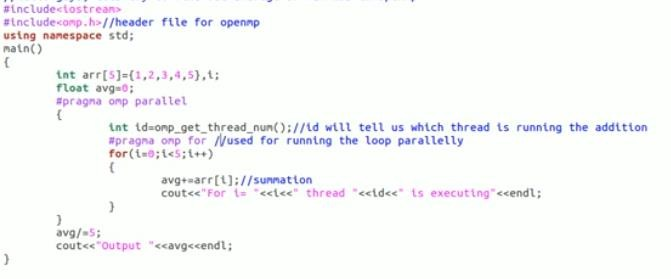 #include<iostream>
#include<omp.h>//header file for openmp
using namespace std;
main()
{
int arr[5]={1,2,3,4,5},i;
float avg=0;
#pragma omp parallel
{
int id=omp_get_thread_num();//id will tell us which thread is running the addition
#pragma omp for //used for running the loop parallelly
for(i=0;i<5;i++)
{
avg+=arr[i];//summation
cout<<"For i= "<<i<<" thread "<<id<<" is executing"<<endl;
}
}
avg/=5;
cout<<"Output "<<avg<<endl;
}